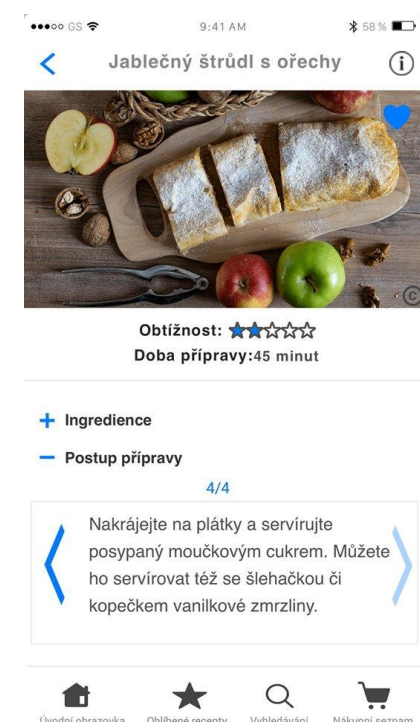 GS 9:41 AM 58 %
Jablečný štrůdl s ořechy
Obtížnost:
Doba přípravy:45 minut
+ Ingredience
− Postup přípravy
4/4
Nakrájejte na plátky a servírujte
posypaný moučkovým cukrem. Můžete
ho servírovat též se šlehačkou či
kopečkem vanilkové zmrzliny.
Úvodní obrazovka Oblíbené recepty Vyhledávání Nákupní seznam